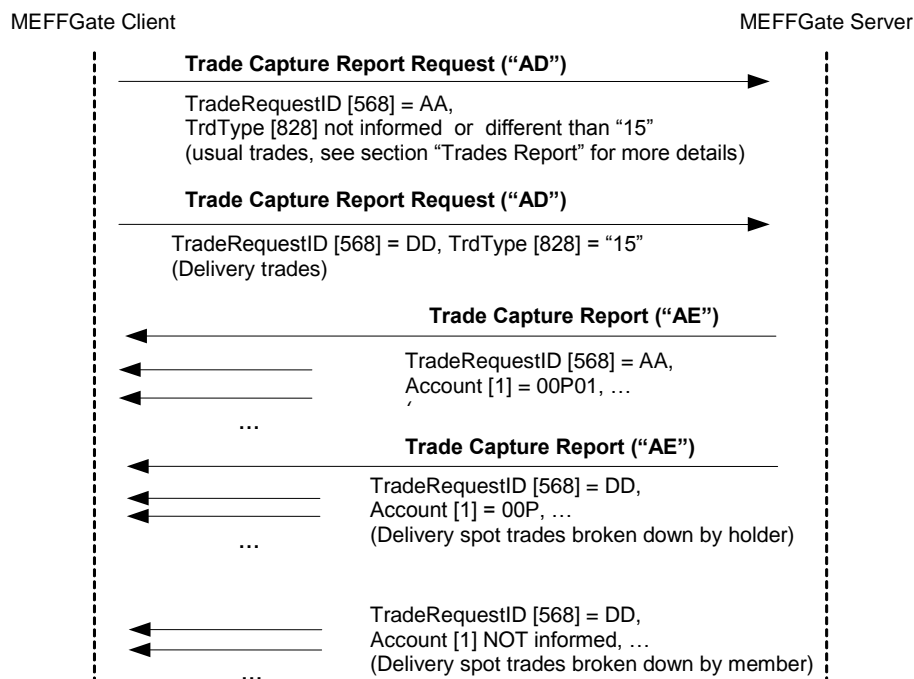 MEFFGate Client
MEFFGate Server
Trade Capture Report Request (“AD”)
TradeRequestID [568] = AA,
TrdType [828] not informed or different than “15”
(usual trades, see section “Trades Report” for more details)
Trade Capture Report Request (“AD”)
TradeRequestID [568] = DD, TrdType [828] = “15”
(Delivery trades)
Trade Capture Report (“AE”)
TradeRequestID [568] = AA,
Account [1] = 00P01, …
‘
…
Trade Capture Report (“AE”)
TradeRequestID [568] = DD,
Account [1] = 00P, …
(Delivery spot trades broken down by holder)
…
TradeRequestID [568] = DD,
Account [1] NOT informed, …
(Delivery spot trades broken down by member)
…